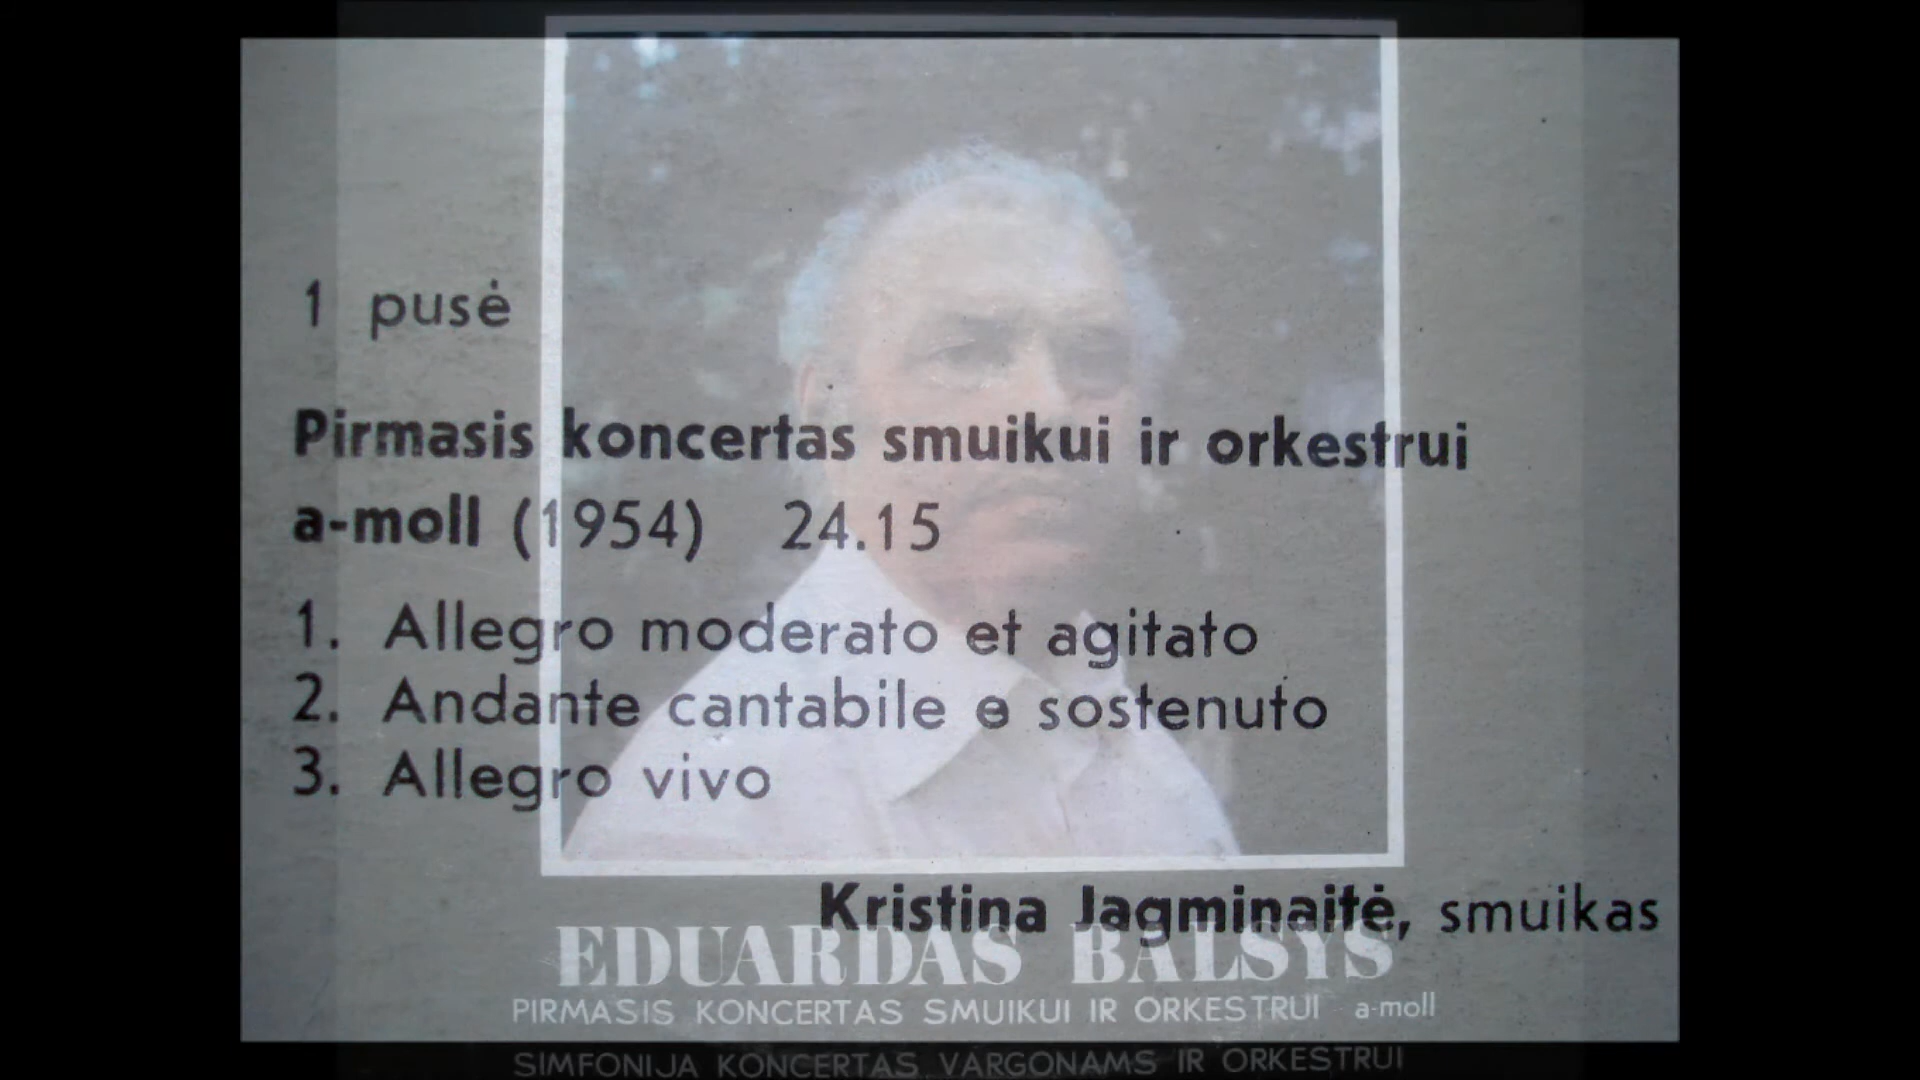 1 pusė
Pirmasis koncertas smuikui ir orkestrui
a-moll (1954) 24.15
1. Allegro moderato et agitato
2. Andante cantabile e sostenuto
3. Allegro vivo
Kristina Jagminaitė, smuikas
EDUARDAS BALSYS
PIRMASIS KONCERTAS SMUIKUI IR ORKESTRUI a-moll
SIMFONIJA KONCERTAS VARGONAMS IR ORKESTRUI